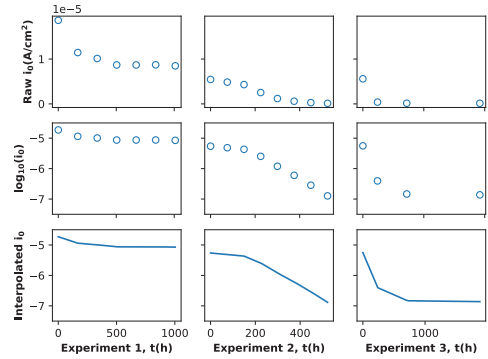 1e−5
Raw i0(A/cm²)
1
0
log10(i0)
−5
−6
−7
Interpolated i0
−5
−6
−7
0 500 1000
0 200 400
0 1000
Experiment 1, t(h) Experiment 2, t(h) Experiment 3, t(h)